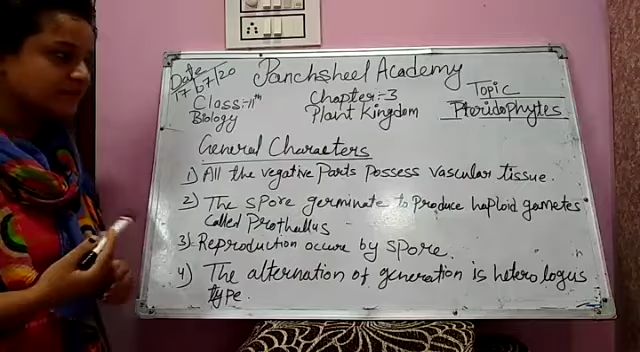 Date
17/07/20
Panchsheel Academy
Class:-11th
Biology
Chapter:-3
Plant Kingdom
Topic
Pteridophytes
General Characters
1) All the vegative Parts Possess vascular tissue.
2) The spore germinate to Produce haploid gametes
called Prothallus
3) Reproduction occure by spore.
4) The alternation of generation is hetrologus
type.